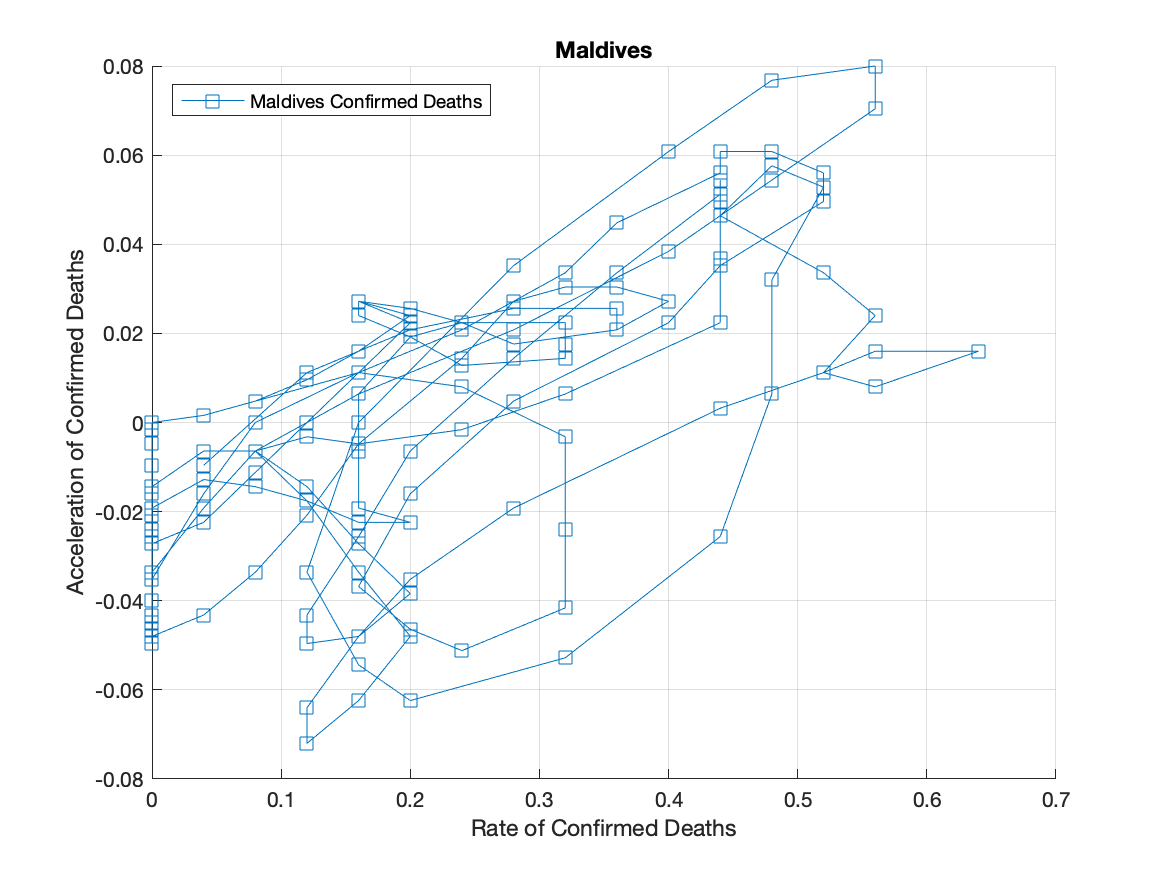 Maldives
Maldives Confirmed Deaths
Acceleration of Confirmed Deaths
0.08
0.06
0.04
0.02
0
-0.02
-0.04
-0.06
-0.08
0 0.1 0.2 0.3 0.4 0.5 0.6 0.7
Rate of Confirmed Deaths